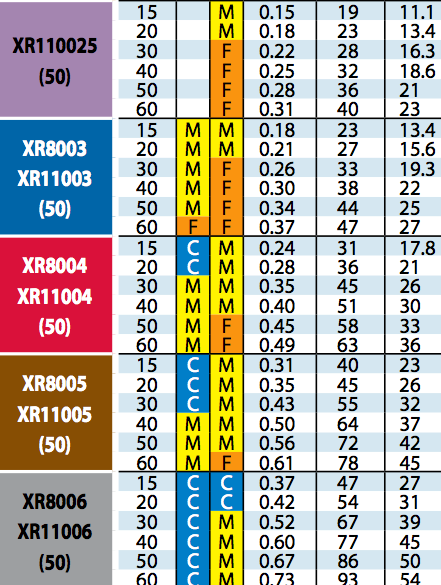 15 M 0.15 19 11.1
20 M 0.18 23 13.4
XR110025 30 F 0.22 28 16.3
(50) 40 F 0.25 32 18.6
50 F 0.28 36 21
60 F 0.31 40 23
15 M M 0.18 23 13.4
XR8003 20 M M 0.21 27 15.6
XR11003 30 M F 0.26 33 19.3
(50) 40 M F 0.30 38 22
50 M F 0.34 44 25
60 F F 0.37 47 27
15 C M 0.24 31 17.8
XR8004 20 C M 0.28 36 21
XR11004 30 M M 0.35 45 26
(50) 40 M M 0.40 51 30
50 M F 0.45 58 33
60 M F 0.49 63 36
15 C M 0.31 40 23
XR8005 20 C M 0.35 45 26
XR11005 30 C M 0.43 55 32
(50) 40 M M 0.50 64 37
50 M M 0.56 72 42
60 M F 0.61 78 45
15 C C 0.37 47 27
XR8006 20 C C 0.42 54 31
XR11006 30 C M 0.52 67 39
(50) 40 C M 0.60 77 45
50 C M 0.67 86 50
60 C M 0.73 93 54